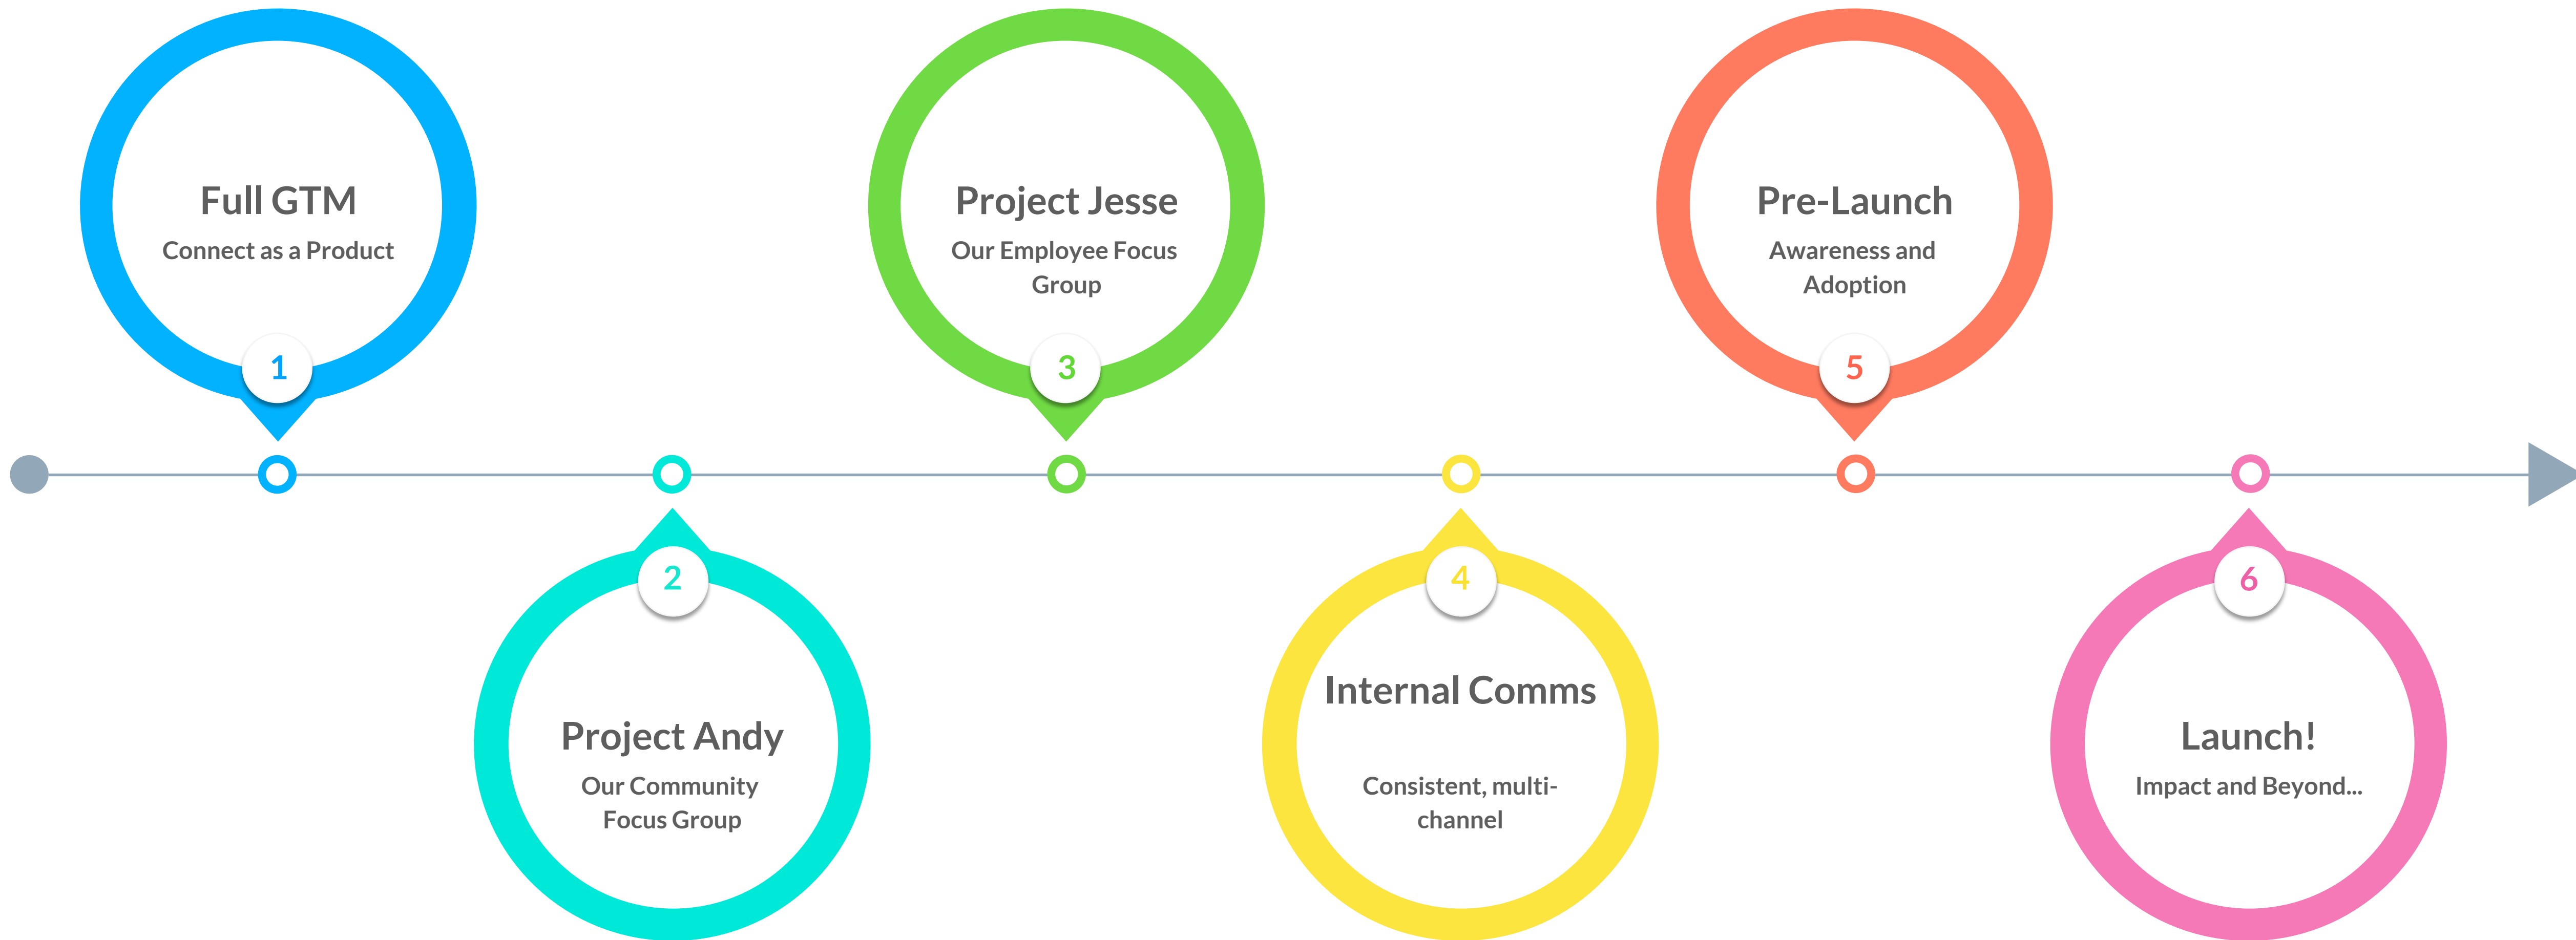 Full GTM
Connect as a Product
1
2
Project Andy
Our Community
Focus Group
Project Jesse
Our Employee Focus
Group
3
4
Internal Comms
Consistent, multi-
channel
Pre-Launch
Awareness and
Adoption
5
6
Launch!
Impact and Beyond...